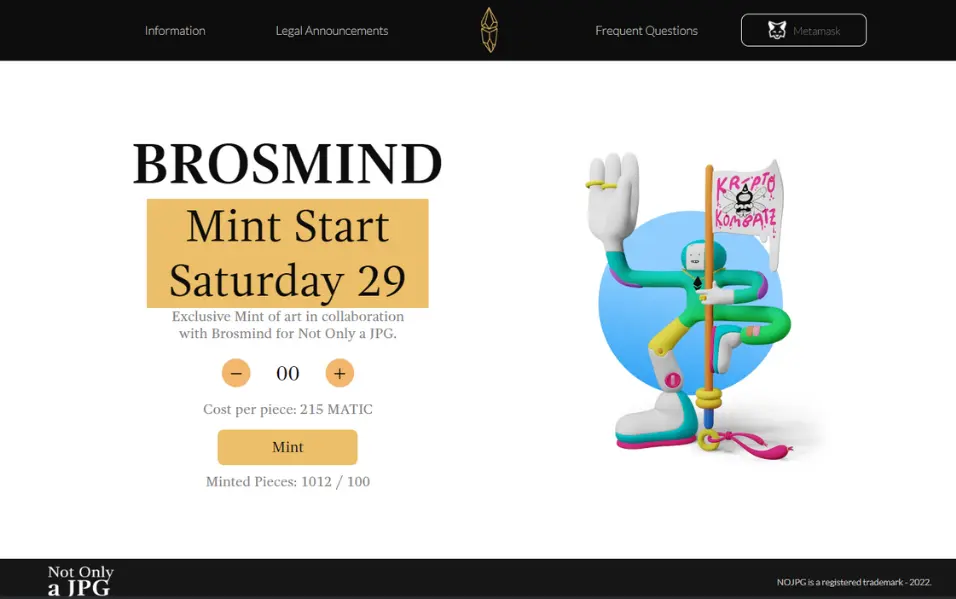 Information
Legal Announcements
Frequent Questions
Metamask
BROSMIND
Mint Start
Saturday 29
Exclusive Mint of art in collaboration
with Brosmind for Not Only a JPG.
− 00 +
Cost per piece: 215 MATIC
Mint
Minted Pieces: 1012 / 100
KRYPTO
KOMBATZ
Not Only
a JPG
NOJPG is a registered trademark - 2022.